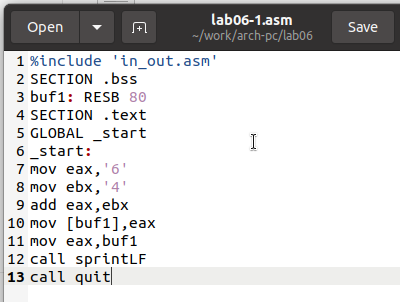 Open
lab06-1.asm
~/work/arch-pc/lab06
Save
1 %include 'in_out.asm'
2 SECTION .bss
3 buf1: RESB 80
4 SECTION .text
5 GLOBAL _start
6 _start:
7 mov eax,'6'
8 mov ebx,'4'
9 add eax,ebx
10 mov [buf1],eax
11 mov eax,buf1
12 call sprintLF
13 call quit